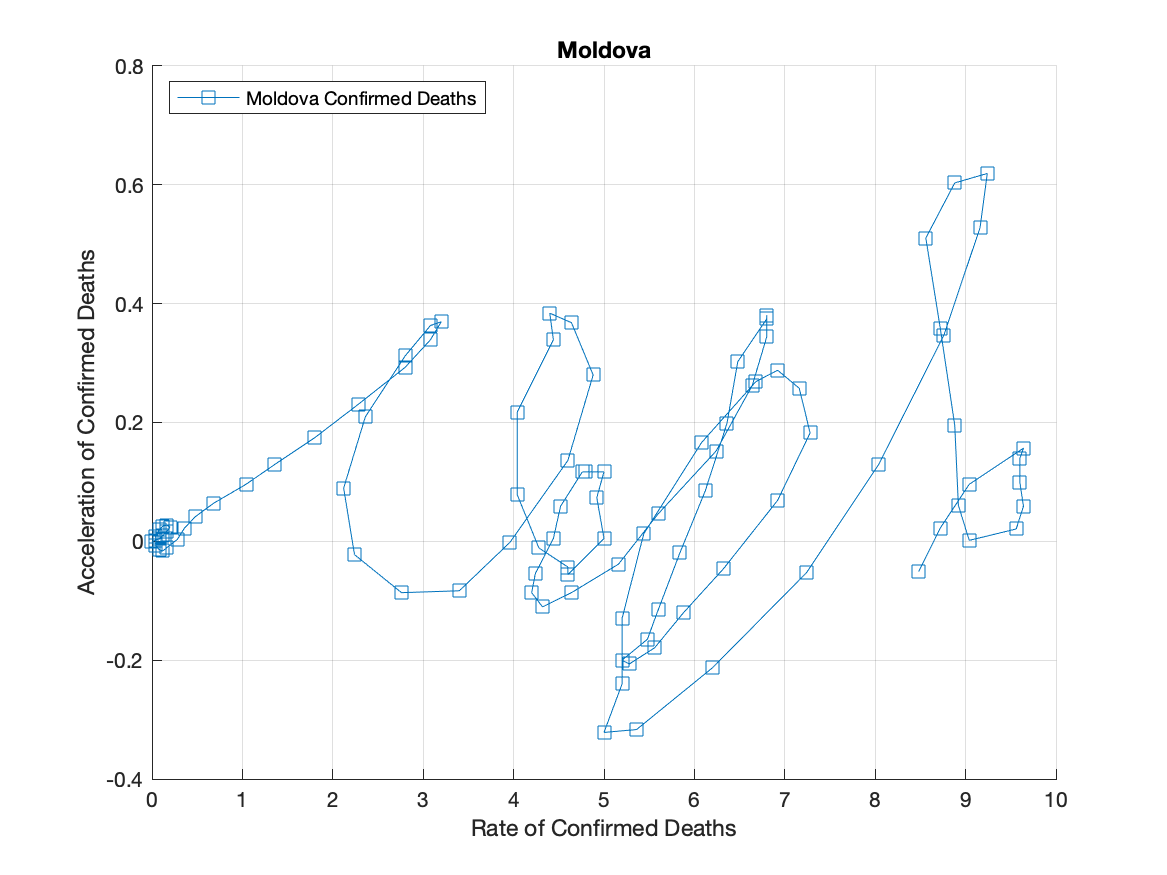 Moldova
Moldova Confirmed Deaths
Acceleration of Confirmed Deaths
0.8
0.6
0.4
0.2
0
-0.2
-0.4
0 1 2 3 4 5 6 7 8 9 10
Rate of Confirmed Deaths